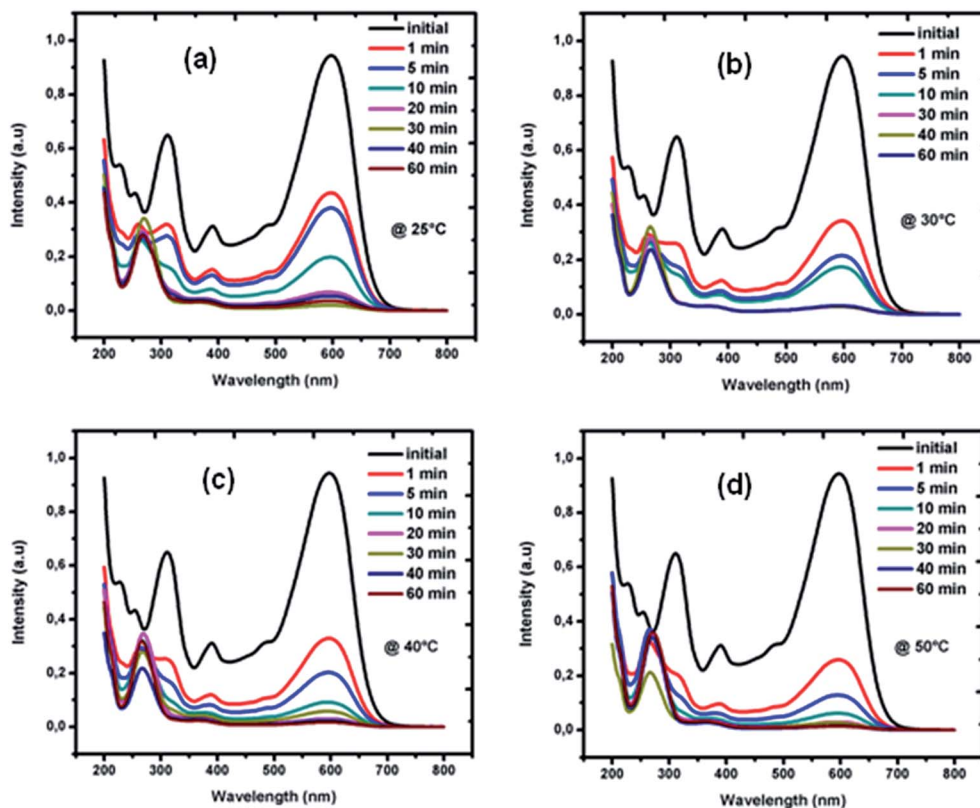 (a)
initial
1 min
5 min
10 min
20 min
30 min
40 min
60 min
@ 25°C
Intensity (a.u)
1,0
0,8
0,6
0,4
0,2
0,0
200 300 400 500 600 700 800
Wavelength (nm)
(b)
initial
1 min
5 min
10 min
30 min
40 min
60 min
@ 30°C
Intensity (a.u)
1,0
0,8
0,6
0,4
0,2
0,0
200 300 400 500 600 700 800
Wavelength (nm)
(c)
initial
1 min
5 min
10 min
20 min
30 min
40 min
60 min
@ 40°C
Intensity (a.u)
1,0
0,8
0,6
0,4
0,2
0,0
200 300 400 500 600 700 800
Wavelength (nm)
(d)
initial
1 min
5 min
10 min
20 min
30 min
40 min
60 min
@ 50°C
Intensity (a.u)
1,0
0,8
0,6
0,4
0,2
0,0
200 300 400 500 600 700 800
Wavelength (nm)